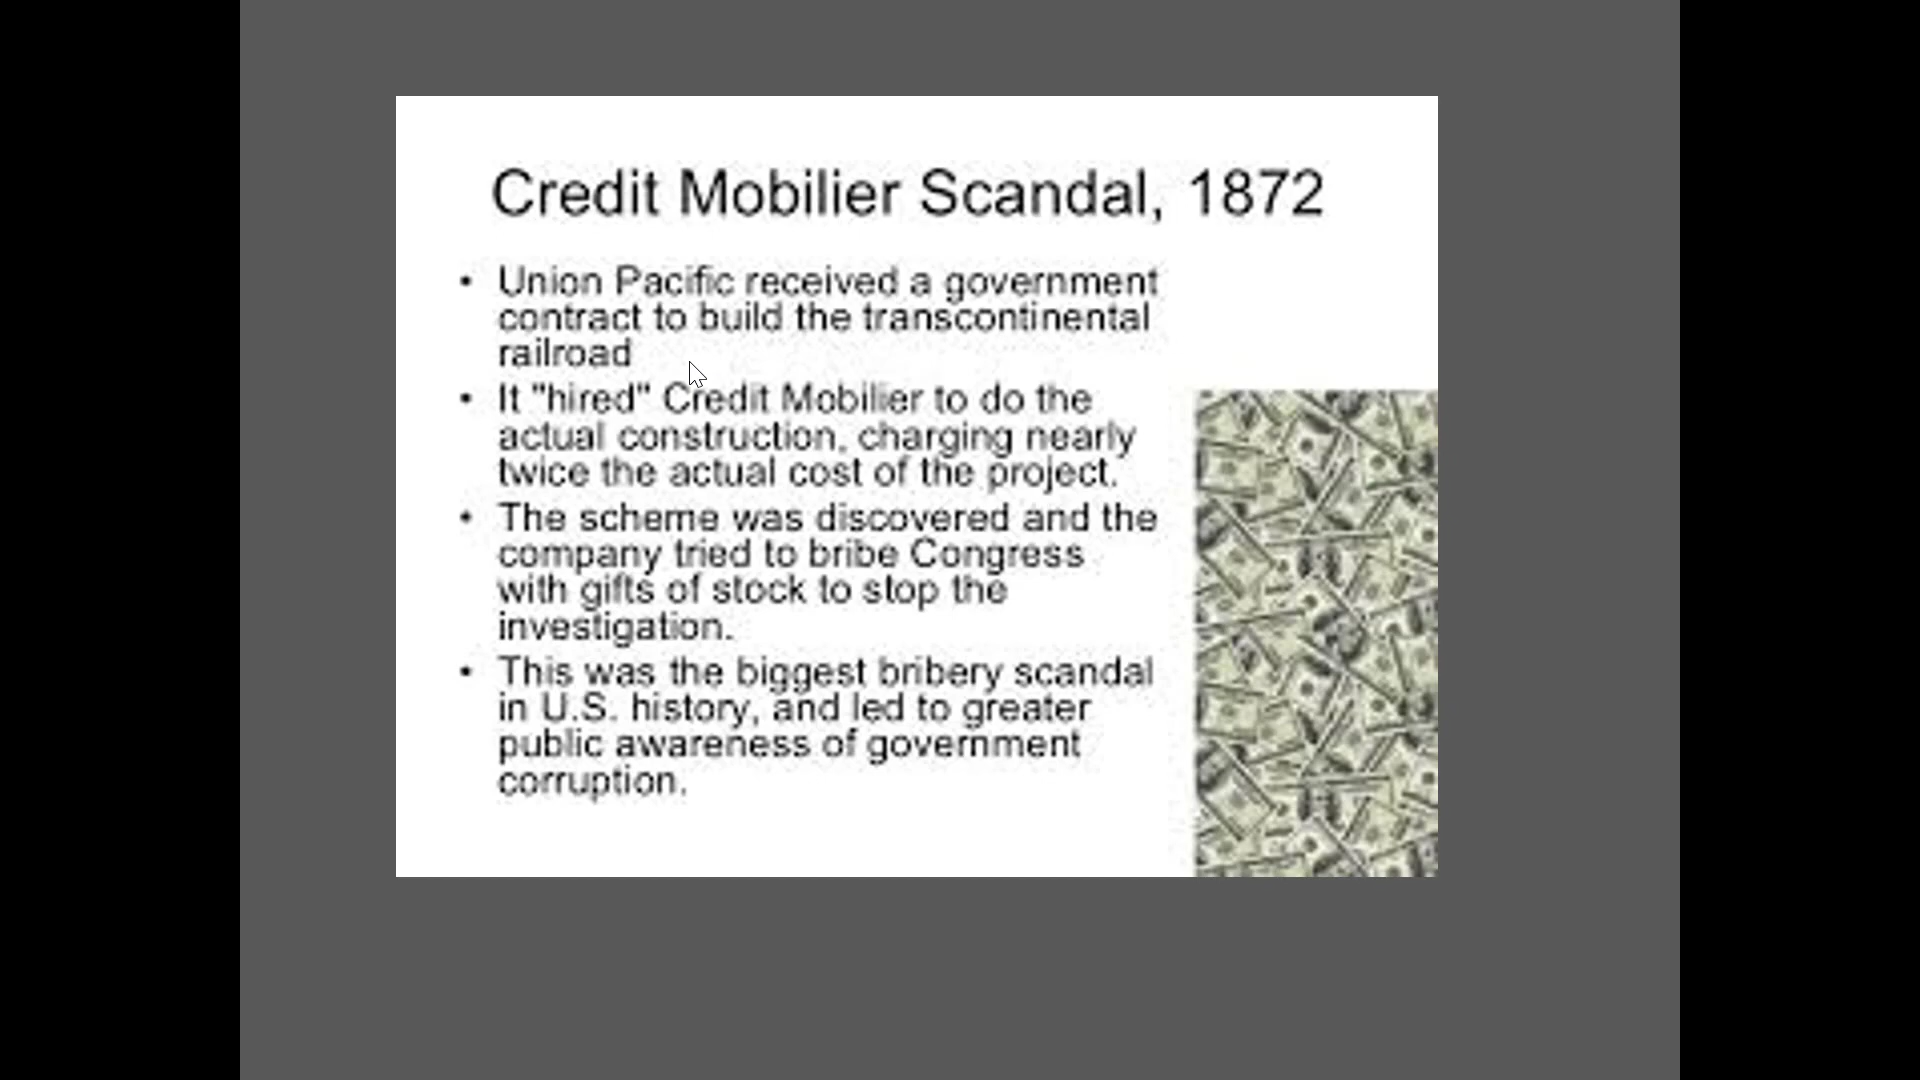 Credit Mobilier Scandal, 1872
• Union Pacific received a government
contract to build the transcontinental
railroad
• It "hired" Credit Mobilier to do the
actual construction, charging nearly
twice the actual cost of the project.
• The scheme was discovered and the
company tried to bribe Congress
with gifts of stock to stop the
investigation.
• This was the biggest bribery scandal
in U.S. history, and led to greater
public awareness of government
corruption.